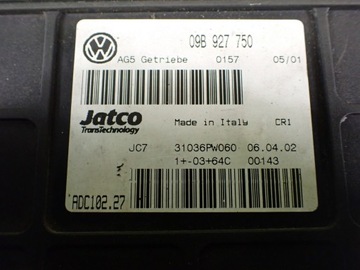 09B 927 750
AG5 Getriebe 0157 05/01
Jatco
TransTechnology
Made in Italy CR1
JC7 31036PW060 06.04.02
1+-03+64C 00143
ADC102.27